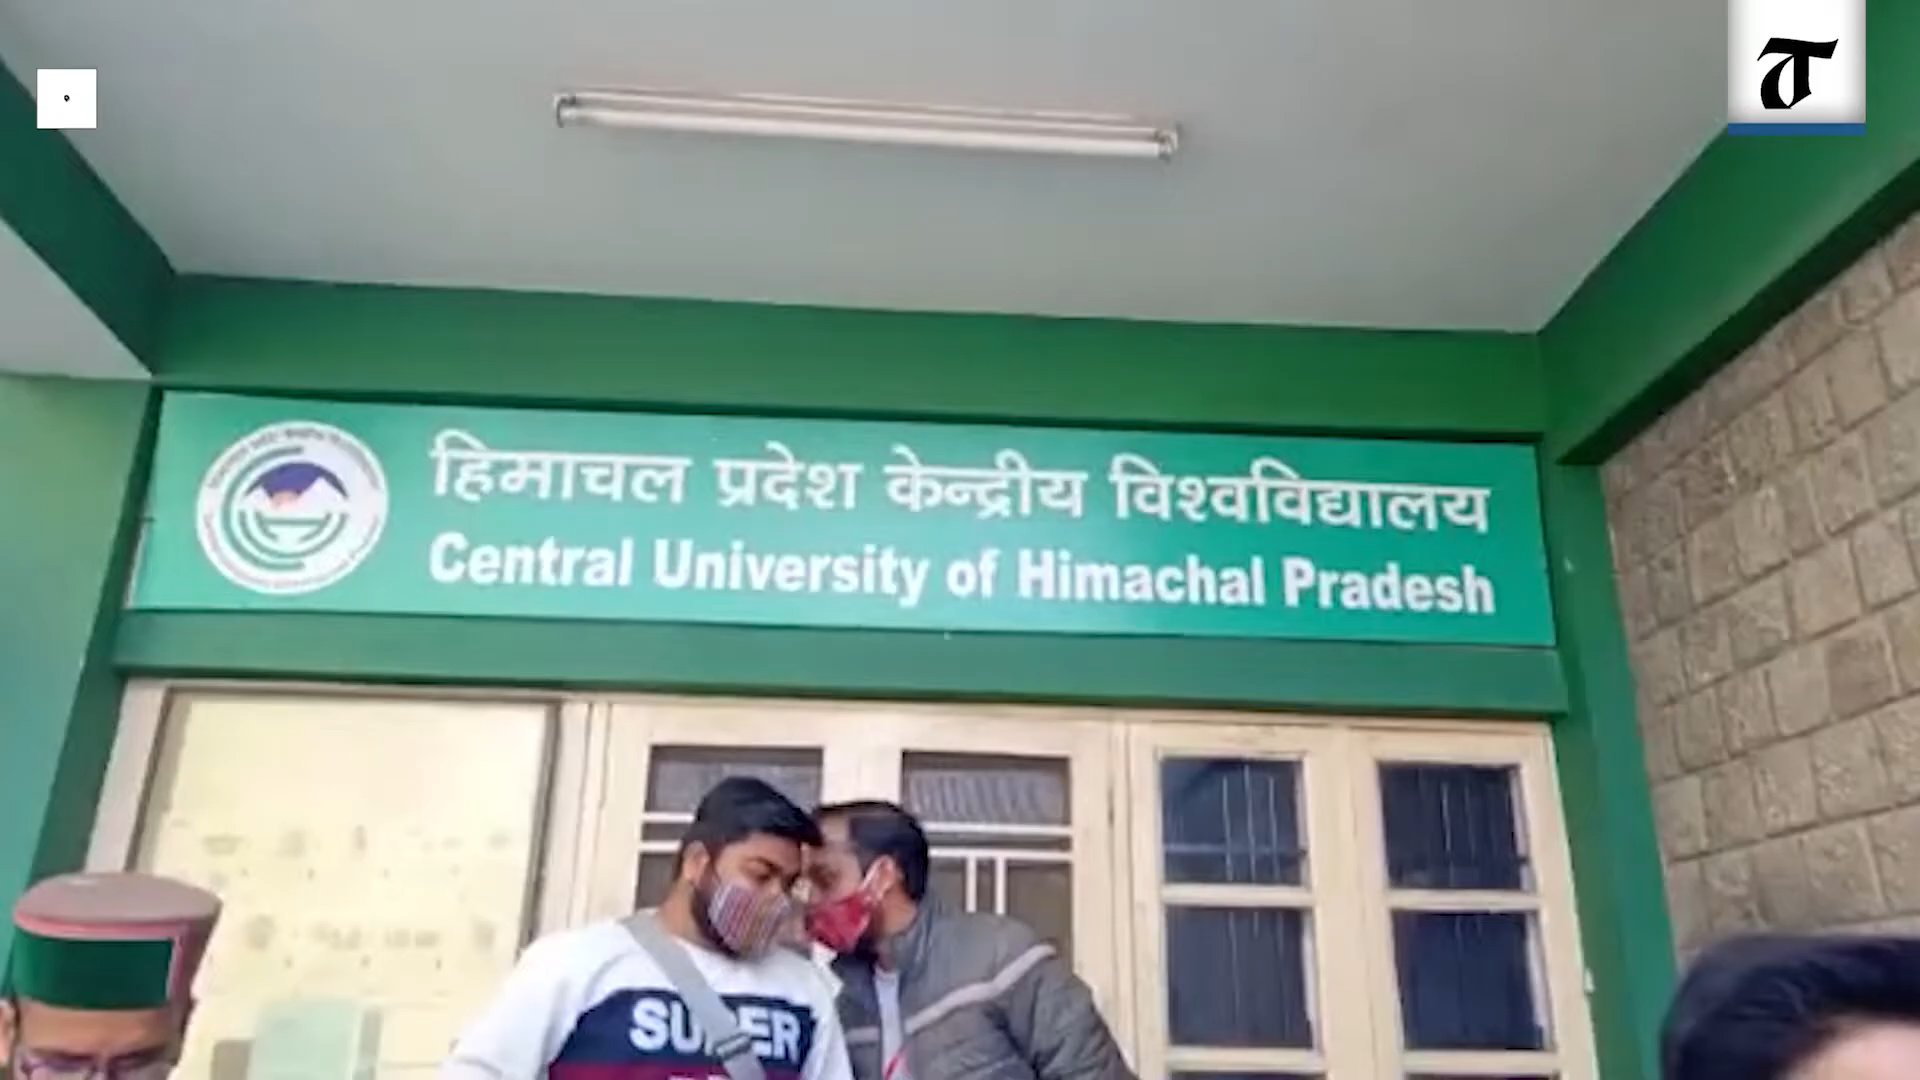 T
हिमाचल प्रदेश केन्द्रीय विश्वविद्यालय
Central University of Himachal Pradesh
SUPER